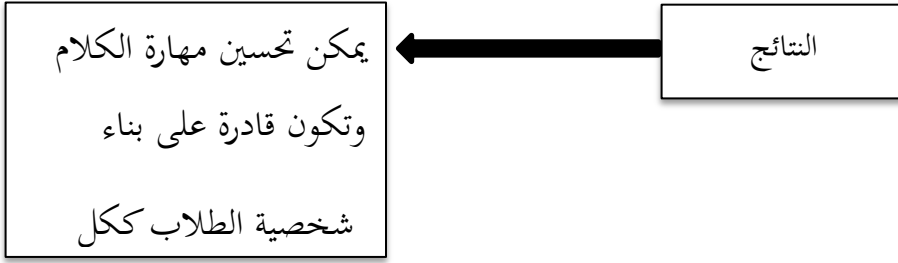 النتائج
يمكن تحسين مهارة الكلام
وتكون قادرة على بناء
شخصية الطلاب ككل